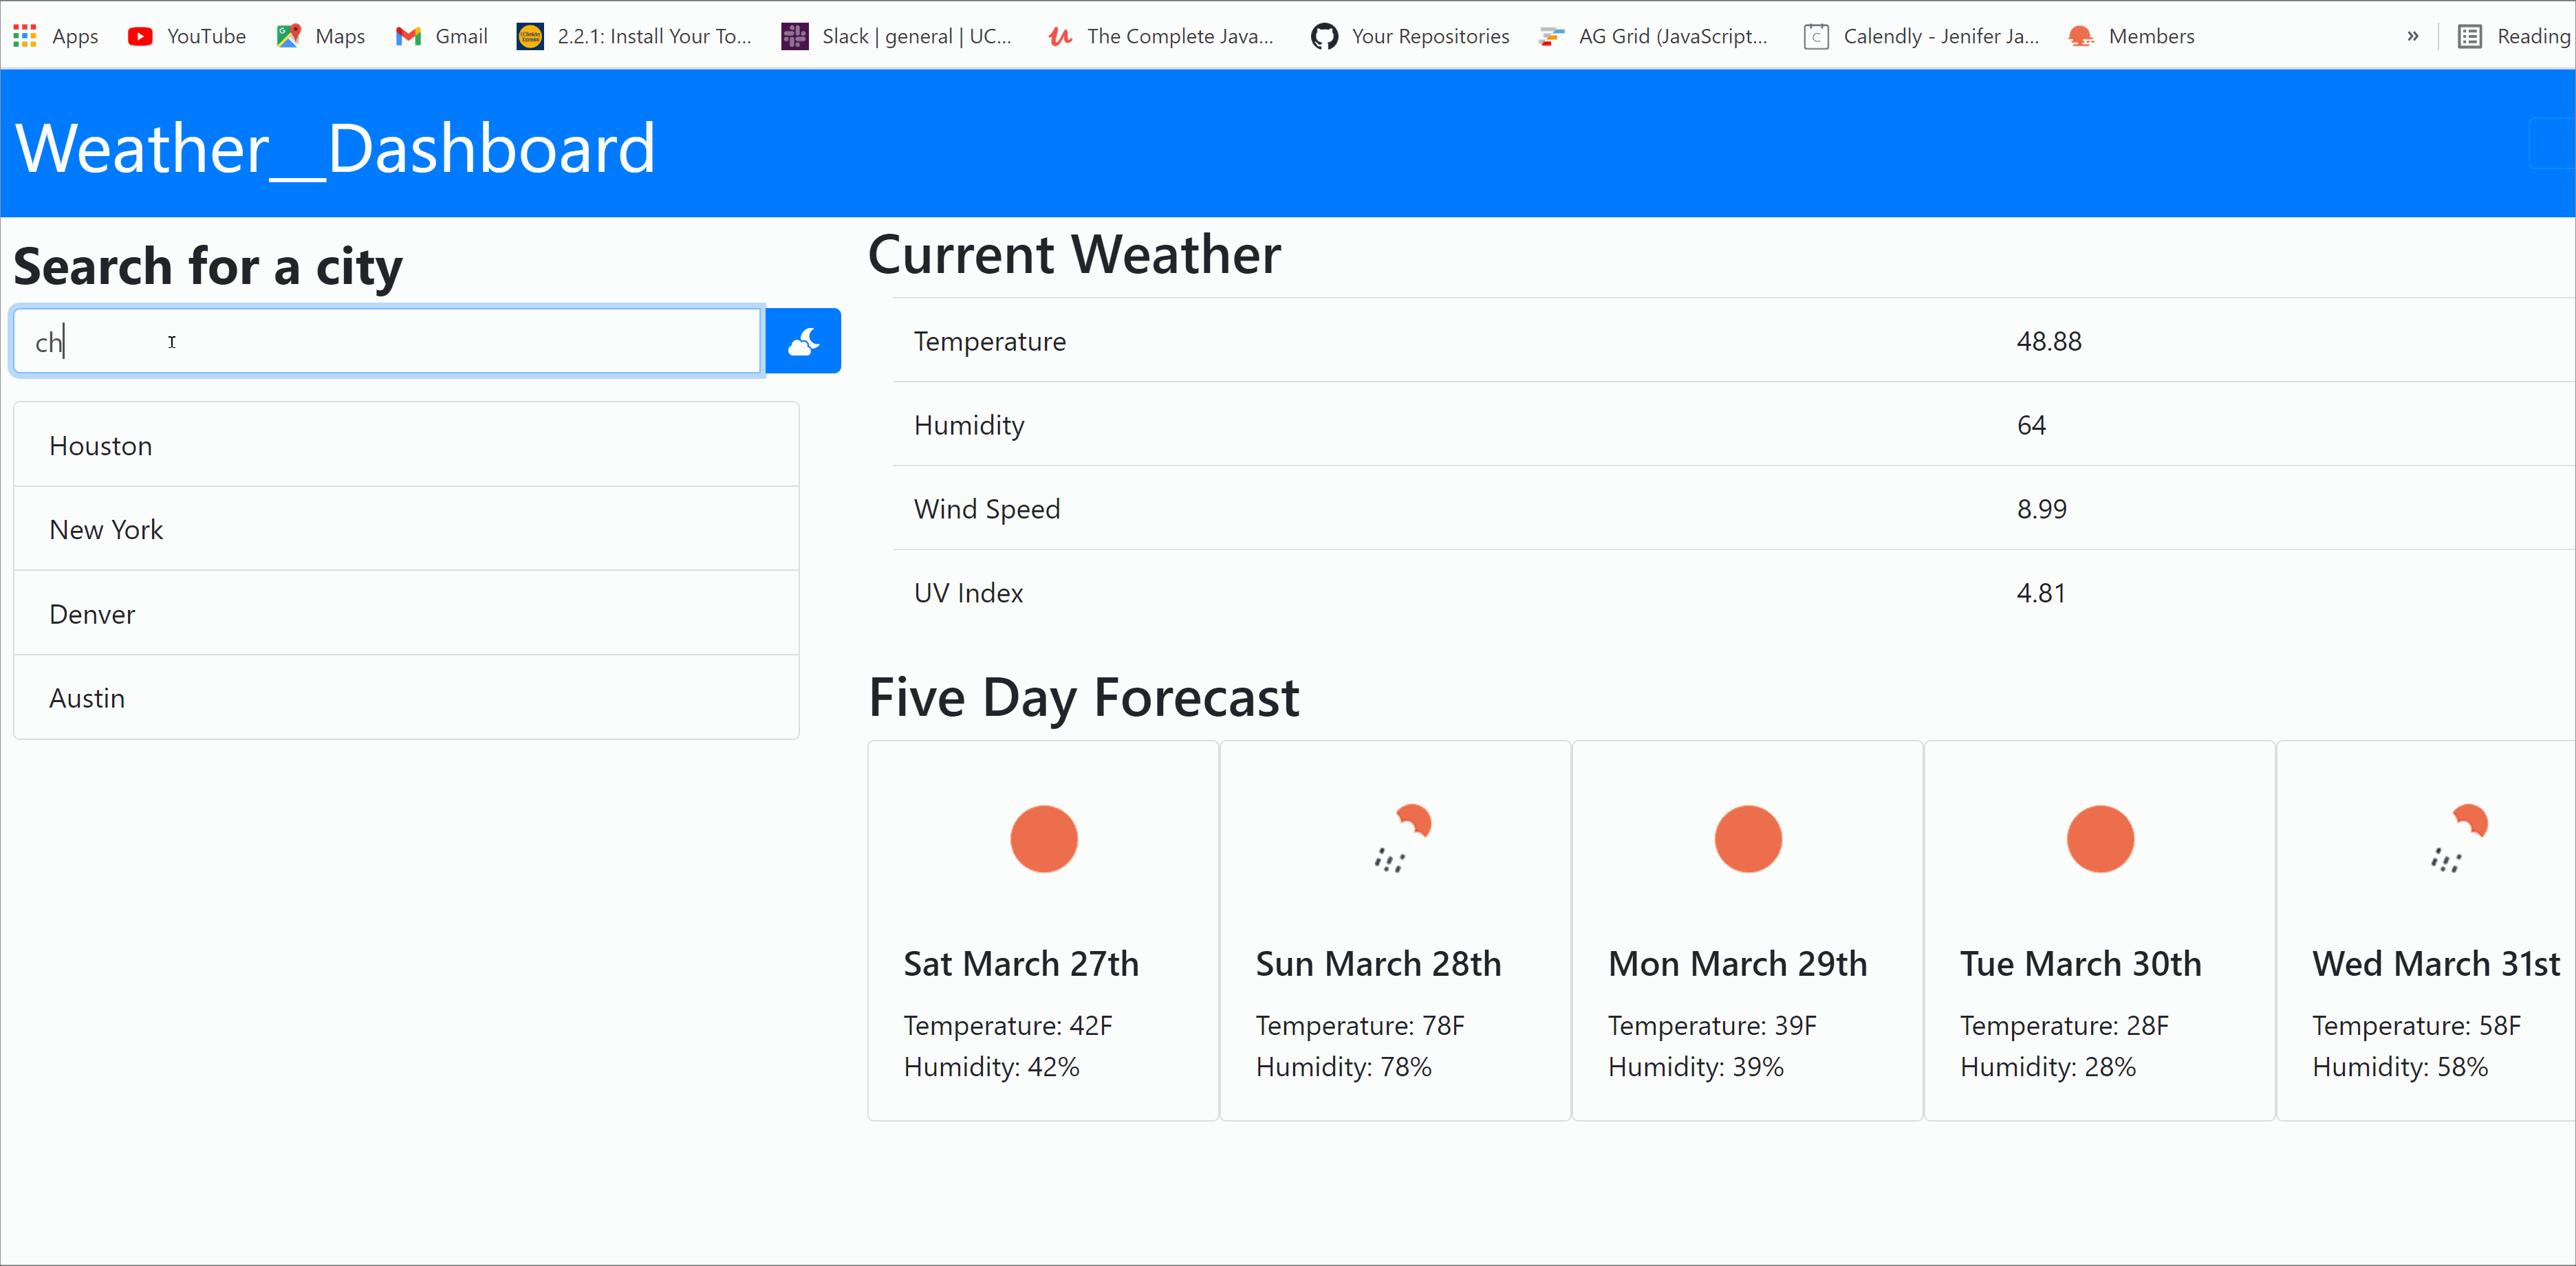 Apps YouTube Maps Gmail 2.2.1: Install Your To... Slack | general | UC... The Complete Java... Your Repositories AG Grid (JavaScript... C Calendly - Jenifer Ja... Members » Reading
Weather__Dashboard
Search for a city
ch
Houston
New York
Denver
Austin
Current Weather
Temperature 48.88
Humidity 64
Wind Speed 8.99
UV Index 4.81
Five Day Forecast
Sat March 27th
Temperature: 42F
Humidity: 42%
Sun March 28th
Temperature: 78F
Humidity: 78%
Mon March 29th
Temperature: 39F
Humidity: 39%
Tue March 30th
Temperature: 28F
Humidity: 28%
Wed March 31st
Temperature: 58F
Humidity: 58%